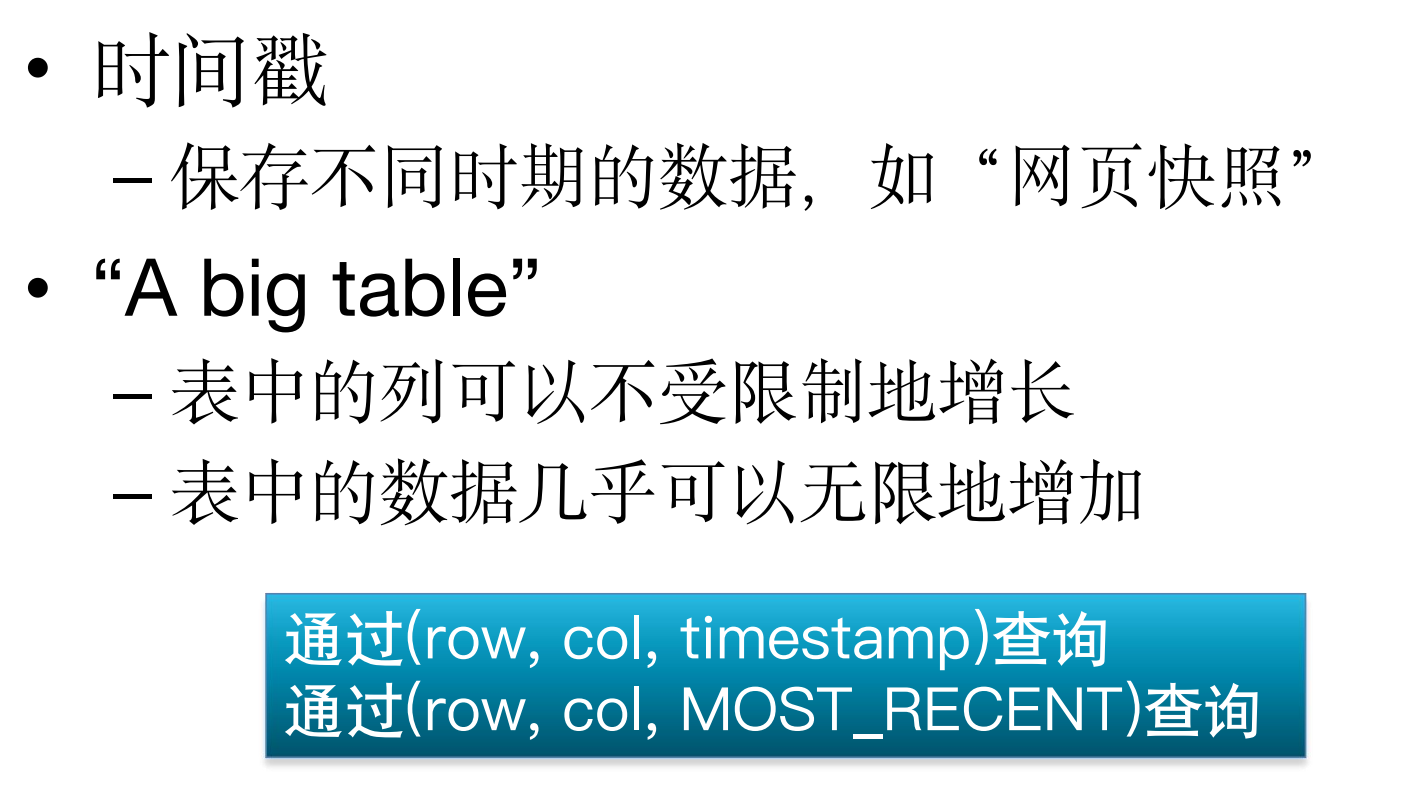 • 时间戳
– 保存不同时期的数据，如“网页快照”
• “A big table”
– 表中的列可以不受限制地增长
– 表中的数据几乎可以无限地增加
通过(row, col, timestamp)查询
通过(row, col, MOST_RECENT)查询